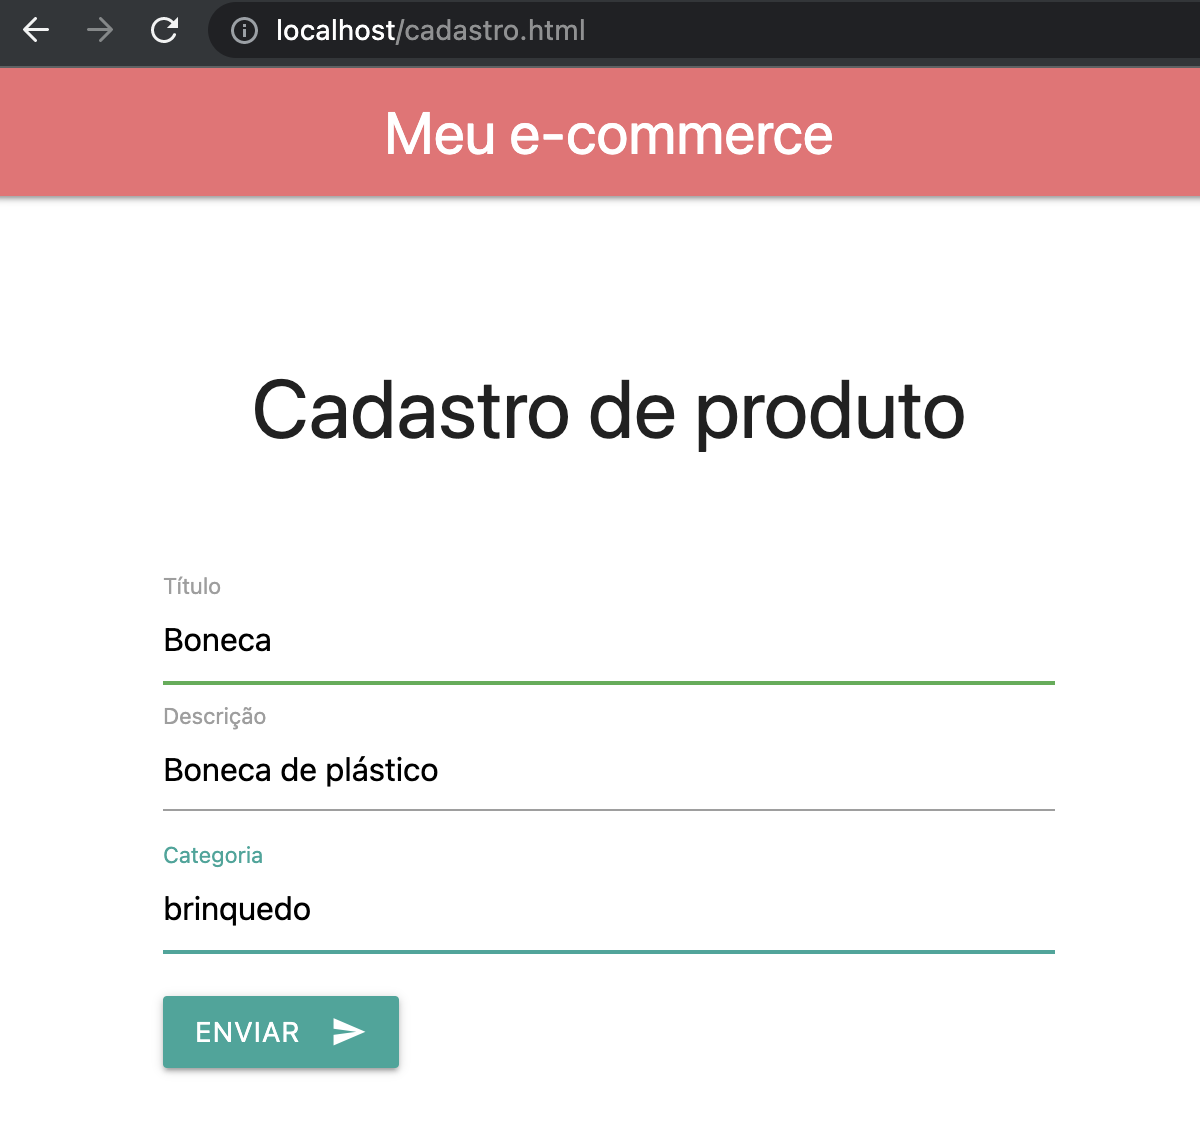 localhost/cadastro.html
Meu e-commerce
Cadastro de produto
Título
Boneca
Descrição
Boneca de plástico
Categoria
brinquedo
ENVIAR